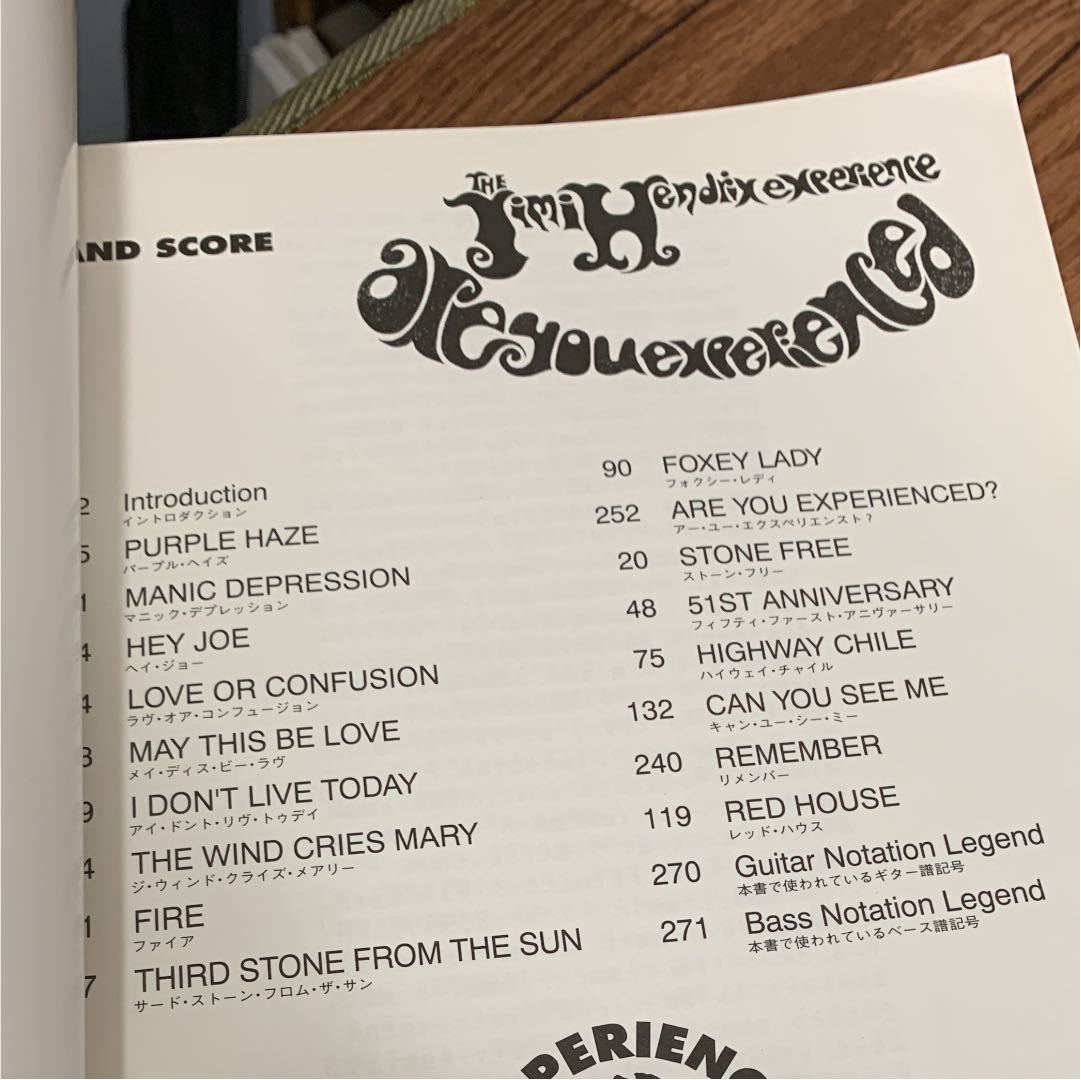 AND SCORE
THE Jimi Hendrix experience
are you experienced
2 Introduction
イントロダクション
5 PURPLE HAZE
パープル・ヘイズ
1 MANIC DEPRESSION
マニック・デプレッション
4 HEY JOE
ヘイ・ジョー
4 LOVE OR CONFUSION
ラヴ・オア・コンフュージョン
3 MAY THIS BE LOVE
メイ・ディス・ビー・ラヴ
9 I DON'T LIVE TODAY
アイ・ドント・リヴ・トゥデイ
4 THE WIND CRIES MARY
ジ・ウィンド・クライズ・メアリー
1 FIRE
ファイア
7 THIRD STONE FROM THE SUN
サード・ストーン・フロム・ザ・サン
90 FOXEY LADY
フォクシー・レディ
252 ARE YOU EXPERIENCED?
アー・ユー・エクスペリエンスト?
20 STONE FREE
ストーン・フリー
48 51ST ANNIVERSARY
フィフティ・ファースト・アニヴァーサリー
75 HIGHWAY CHILE
ハイウェイ・チャイル
132 CAN YOU SEE ME
キャン・ユー・シー・ミー
240 REMEMBER
リメンバー
119 RED HOUSE
レッド・ハウス
270 Guitar Notation Legend
本書で使われているギター譜記号
271 Bass Notation Legend
本書で使われているベース譜記号
PERIENC